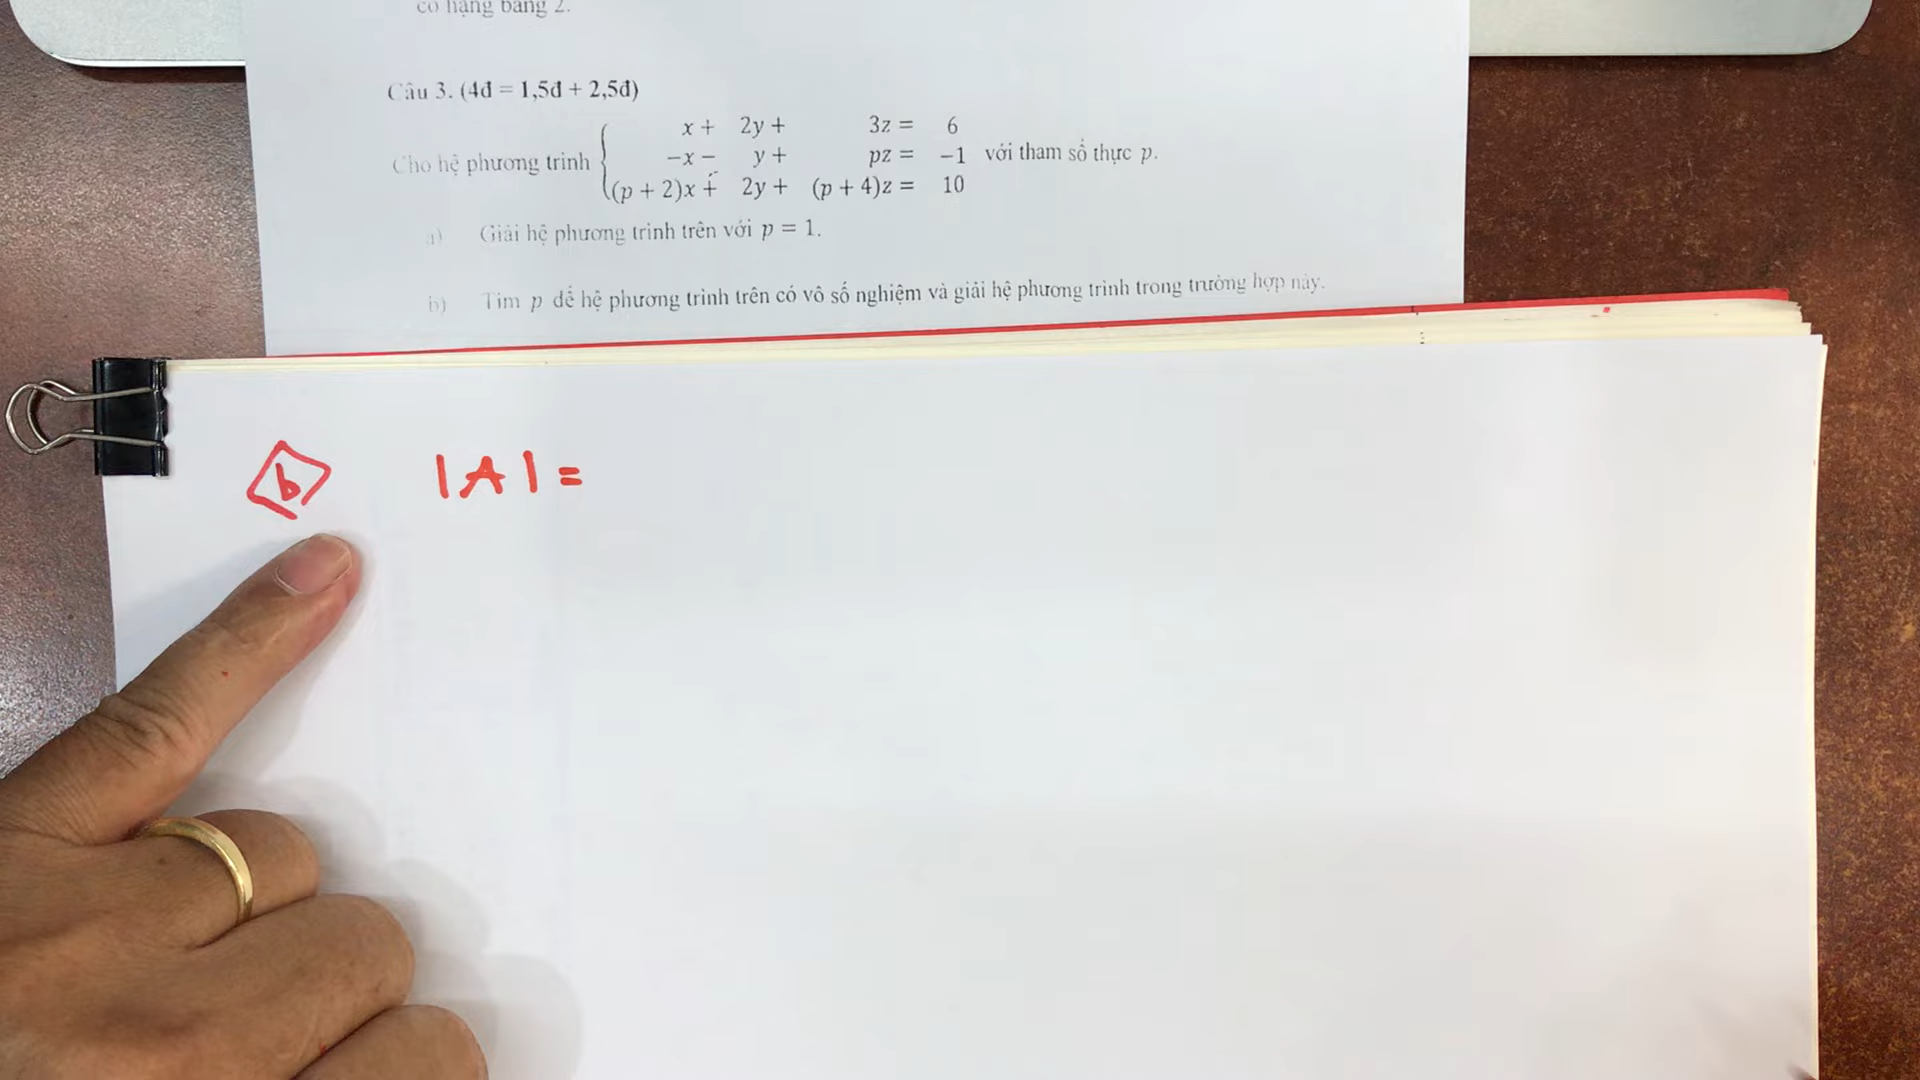 có hạng bằng 2.
Câu 3. (4đ = 1,5đ + 2,5đ)
x + 2y + 3z = 6
Cho hệ phương trình { −x − y + pz = −1 với tham số thực p.
(p + 2)x + 2y + (p + 4)z = 10
a) Giải hệ phương trình trên với p = 1.
b) Tìm p để hệ phương trình trên có vô số nghiệm và giải hệ phương trình trong trường hợp này.
b |A| =